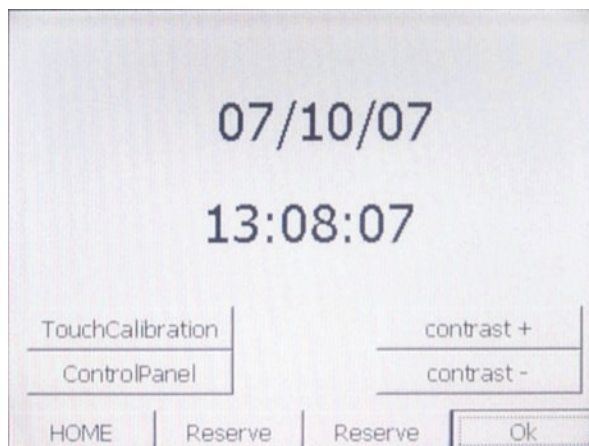 07/10/07
13:08:07
TouchCalibration contrast +
ControlPanel contrast -
HOME Reserve Reserve Ok